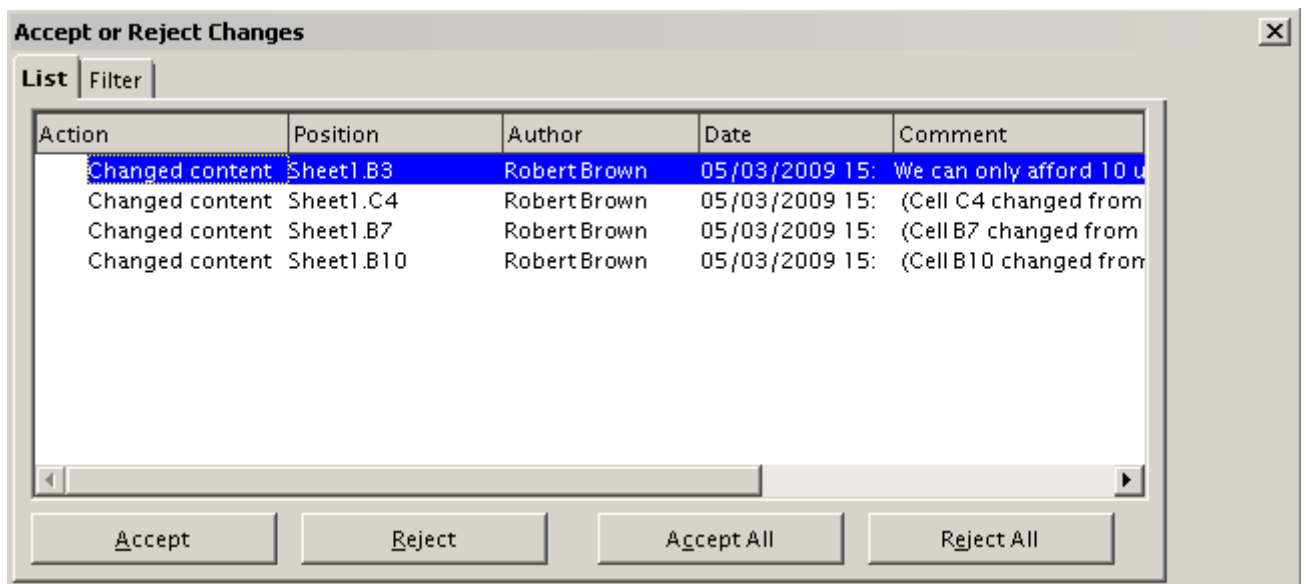 Accept or Reject Changes
List Filter
Action Position Author Date Comment
Changed content Sheet1.B3 Robert Brown 05/03/2009 15: We can only afford 10 u
Changed content Sheet1.C4 Robert Brown 05/03/2009 15: (Cell C4 changed from
Changed content Sheet1.B7 Robert Brown 05/03/2009 15: (Cell B7 changed from
Changed content Sheet1.B10 Robert Brown 05/03/2009 15: (Cell B10 changed from
Accept Reject Accept All Reject All